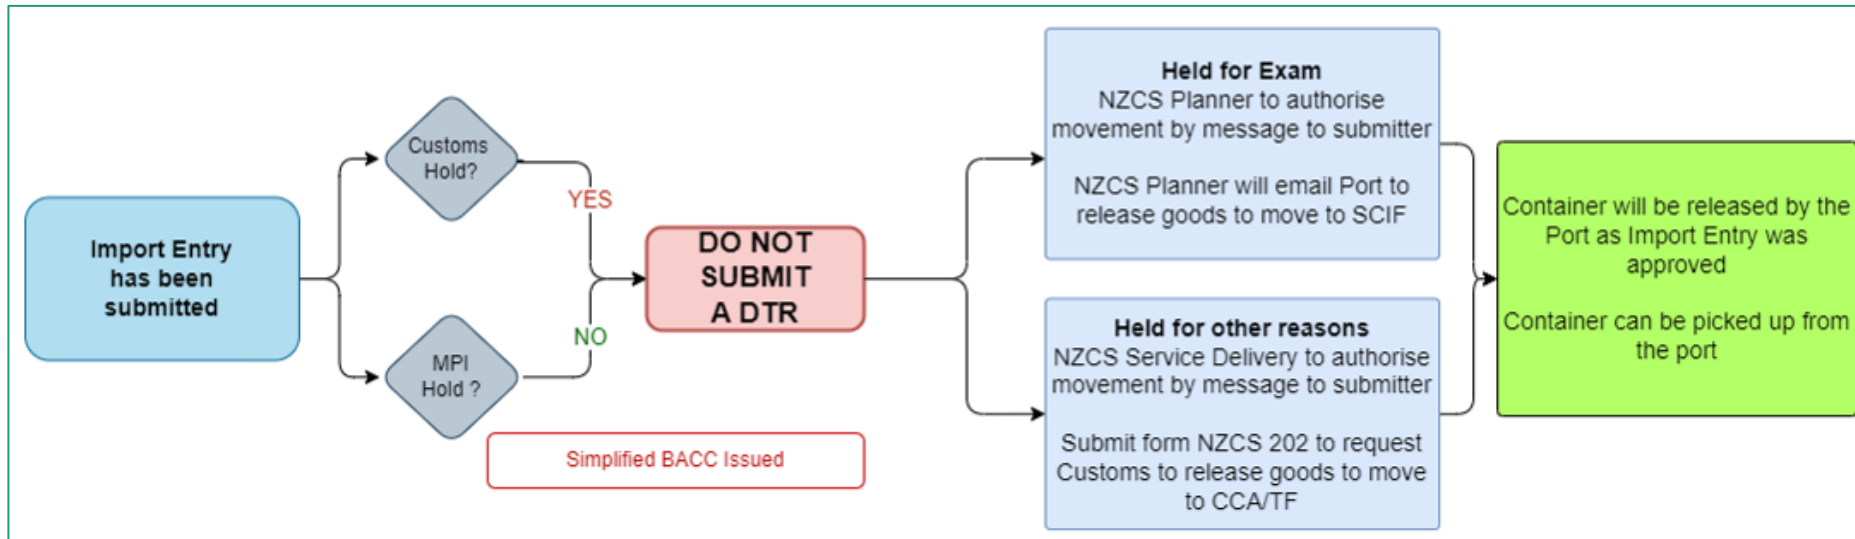 Import Entry
has been
submitted
Customs
Hold?
YES
MPI
Hold ?
NO
Simplified BACC Issued
DO NOT
SUBMIT
A DTR
Held for Exam
NZCS Planner to authorise
movement by message to submitter
NZCS Planner will email Port to
release goods to move to SCIF
Held for other reasons
NZCS Service Delivery to authorise
movement by message to submitter
Submit form NZCS 202 to request
Customs to release goods to move
to CCA/TF
Container will be released by the
Port as Import Entry was
approved
Container can be picked up from
the port